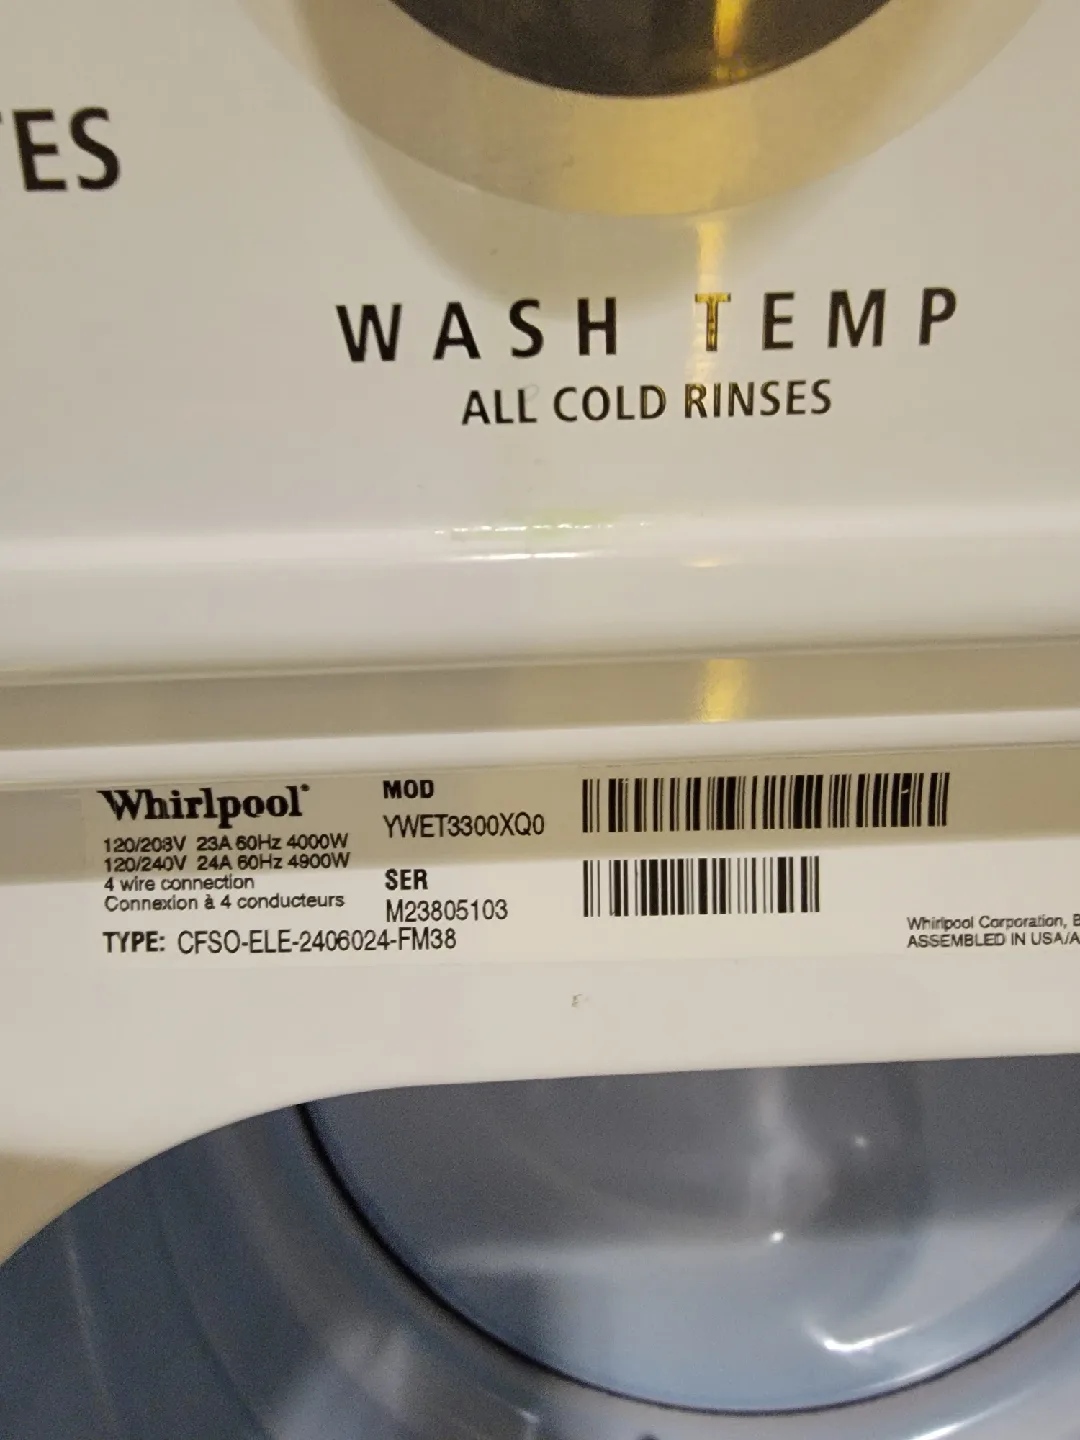 TES
WASH TEMP
ALL COLD RINSES
Whirlpool®
120/208V 23A 60Hz 4000W
120/240V 24A 60Hz 4900W
4 wire connection
Connexion à 4 conducteurs
TYPE: CFSO-ELE-2406024-FM38
MOD
YWET3300XQ0
SER
M23805103
Whirlpool Corporation,
ASSEMBLED IN USA/A